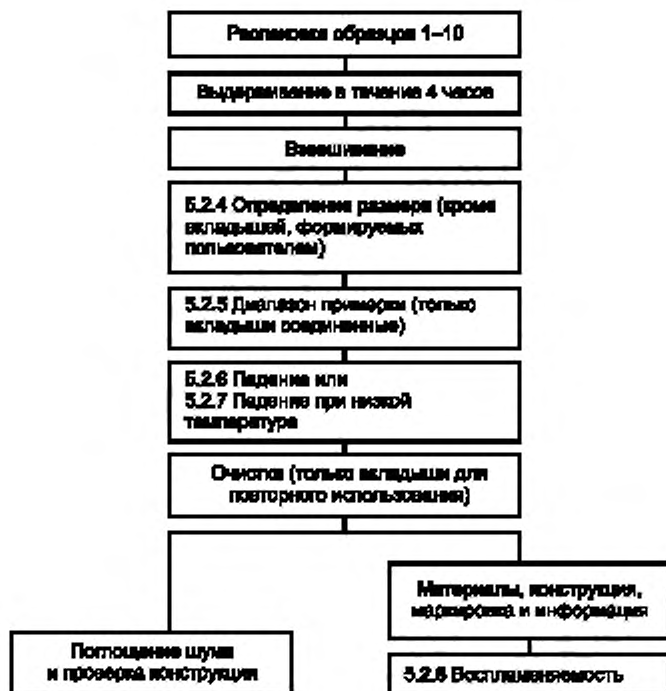 Распаковка образцов 1–10
Выдерживание в течение 4 часов
Взвешивание
5.2.4 Определение размера (кроме
вкладышей, формируемых
пользователем)
5.2.5 Диапазон примерки (только
вкладыши соединенные)
5.2.6 Падение или
5.2.7 Падение при низкой
температуре
Очистка (только вкладыши для
повторного использования)
Материалы, конструкция,
маркировка и информация
Поглощение шума
и проверка конструкции
5.2.8 Воспламеняемость